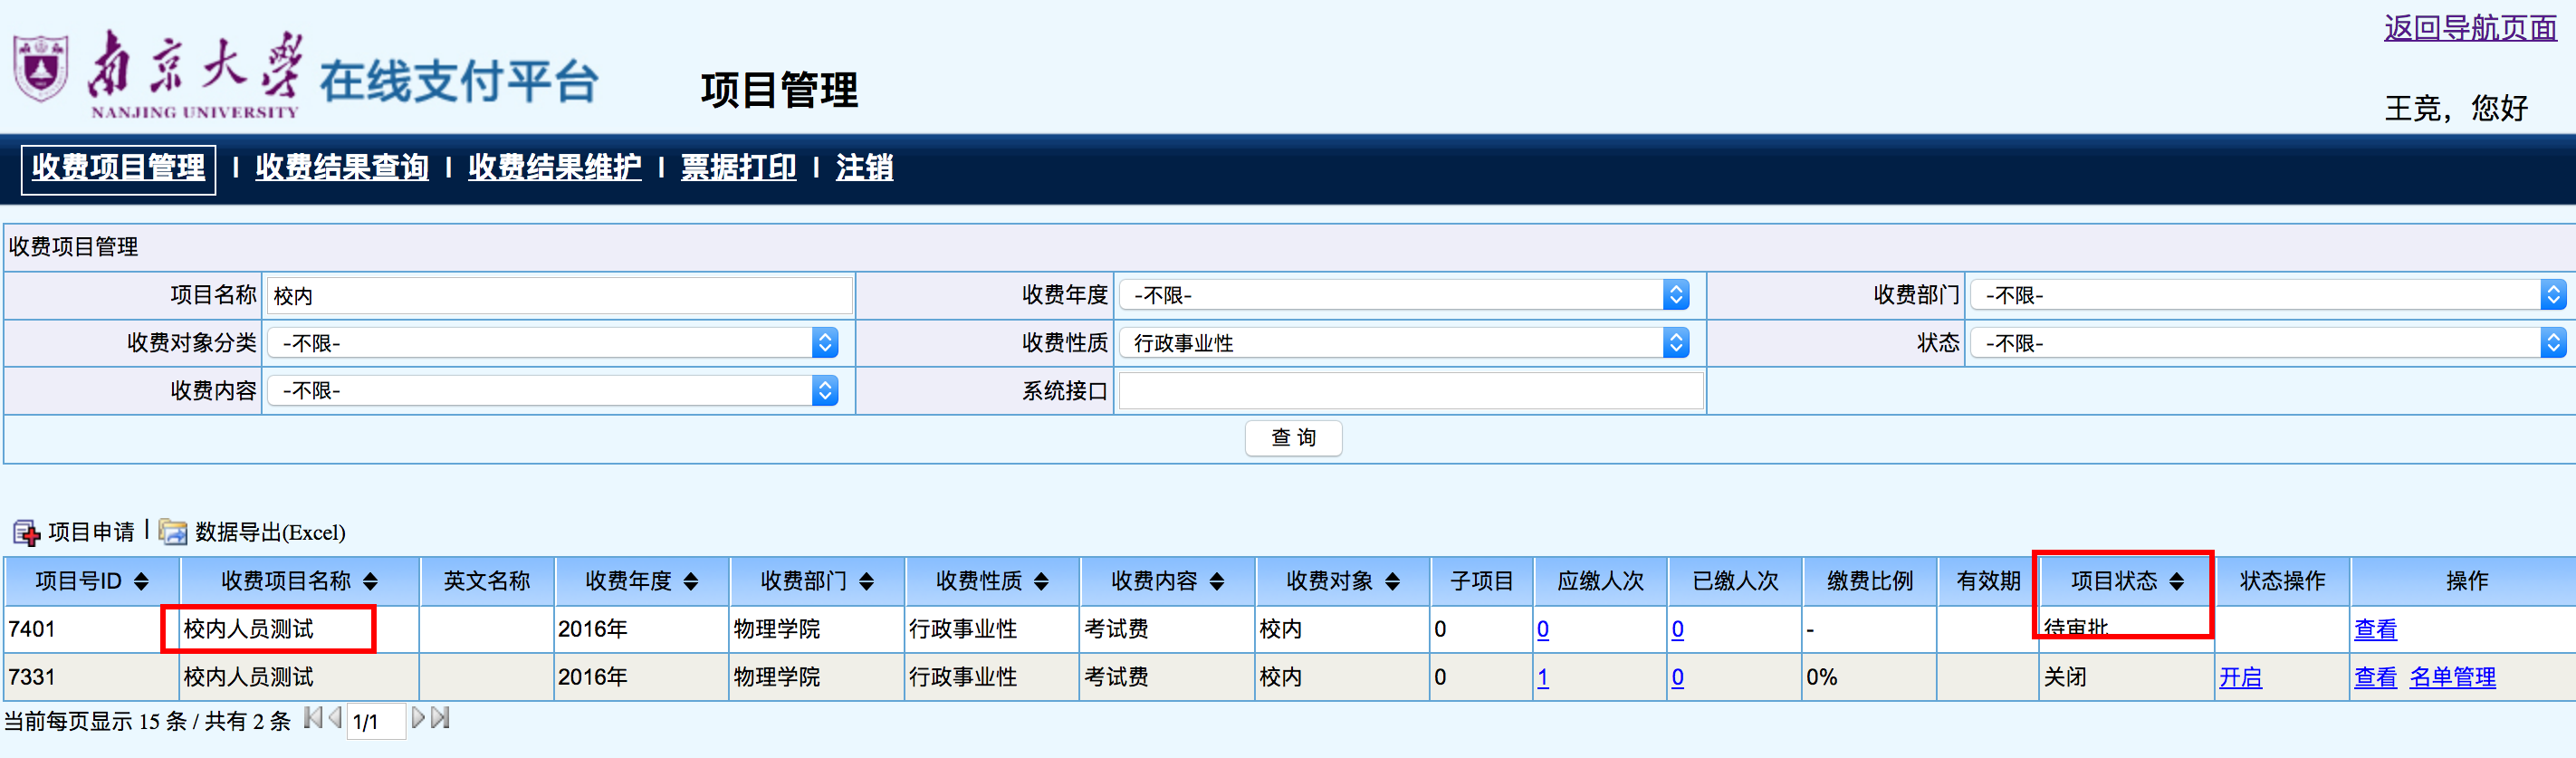 返回导航页面
南京大学
NANJING UNIVERSITY
在线支付平台
项目管理
王竞，您好
收费项目管理 | 收费结果查询 | 收费结果维护 | 票据打印 | 注销
收费项目管理
项目名称 校内 收费年度 -不限- 收费部门 -不限-
收费对象分类 -不限- 收费性质 行政事业性 状态 -不限-
收费内容 -不限- 系统接口
查 询
项目申请 | 数据导出(Excel)
项目号ID 收费项目名称 英文名称 收费年度 收费部门 收费性质 收费内容 收费对象 子项目 应缴人次 已缴人次 缴费比例 有效期 项目状态 状态操作 操作
7401 校内人员测试 2016年 物理学院 行政事业性 考试费 校内 0 0 0 - 待审批 查看
7331 校内人员测试 2016年 物理学院 行政事业性 考试费 校内 0 1 0 0% 关闭 开启 查看 名单管理
当前每页显示 15 条 / 共有 2 条 1/1